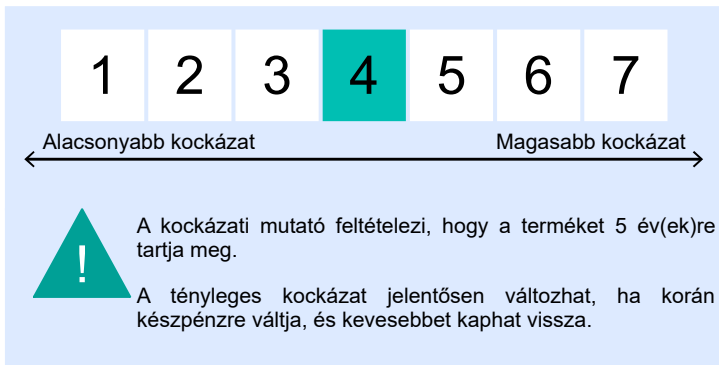 1 2 3 4 5 6 7
Alacsonyabb kockázat Magasabb kockázat
!
A kockázati mutató feltételezi, hogy a terméket 5 év(ek)re
tartja meg.
A tényleges kockázat jelentősen változhat, ha korán
készpénzre váltja, és kevesebbet kaphat vissza.